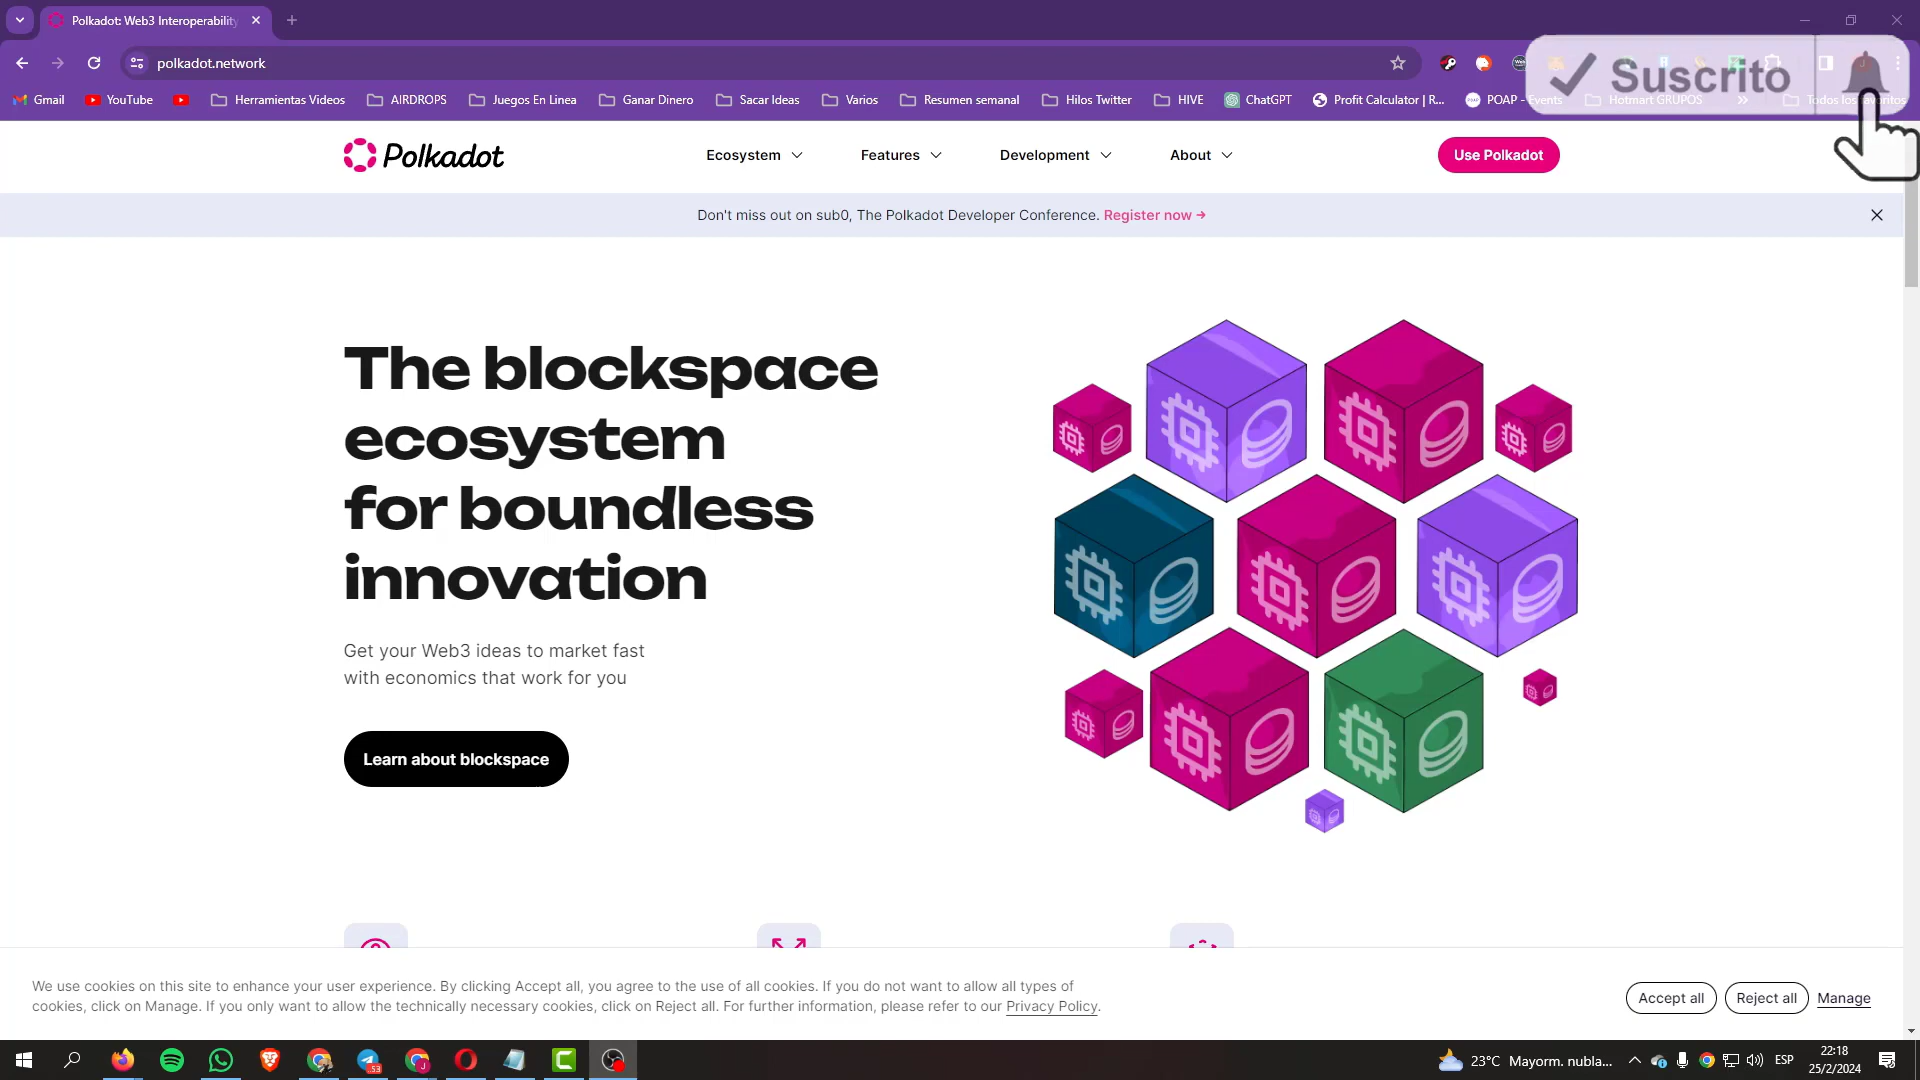 Polkadot: Web3 Interoperability
polkadot.network
Suscrito
Gmail
YouTube
Herramientas Videos
AIRDROPS
Juegos En Linea
Ganar Dinero
Sacar Ideas
Varios
Resumen semanal
Hilos Twitter
HIVE
ChatGPT
Profit Calculator | R...
POAP - Events
Hotmart GRUPOS
Todos los favoritos
Polkadot
Ecosystem
Features
Development
About
Use Polkadot
Don't miss out on sub0, The Polkadot Developer Conference. Register now →
The blockspace
ecosystem
for boundless
innovation
Get your Web3 ideas to market fast
with economics that work for you
Learn about blockspace
We use cookies on this site to enhance your user experience. By clicking Accept all, you agree to the use of all cookies. If you do not want to allow all types of
cookies, click on Manage. If you only want to allow the technically necessary cookies, click on Reject all. For further information, please refer to our Privacy Policy.
Accept all
Reject all
Manage
23°C Mayorm. nubla...
ESP
22:18
25/2/2024